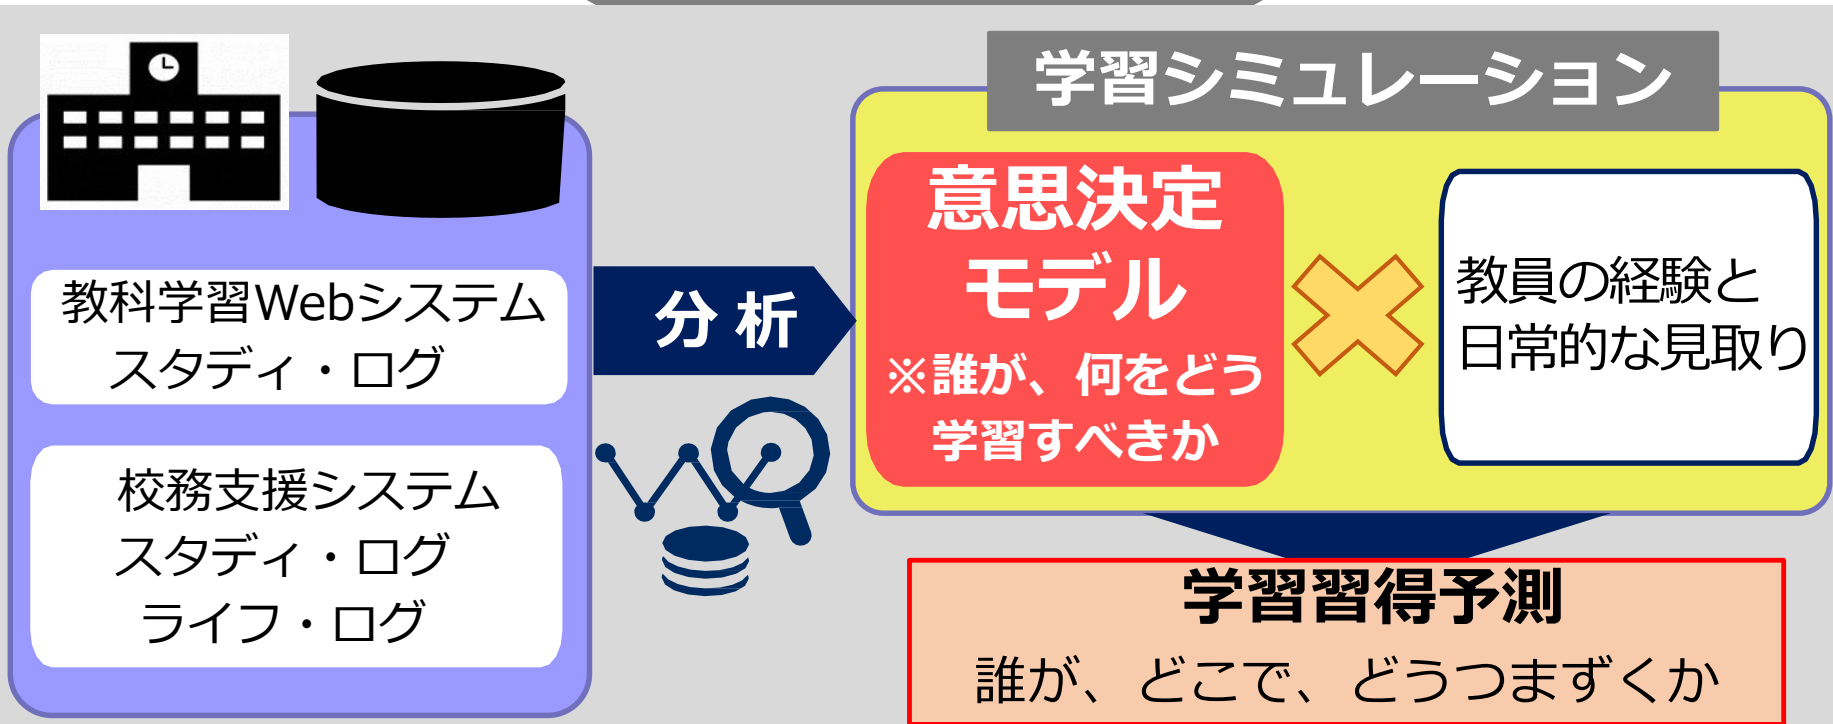 教科学習Webシステム
スタディ・ログ
校務支援システム
スタディ・ログ
ライフ・ログ
分析
学習シミュレーション
意思決定
モデル
※誰が、何をどう
学習すべきか
教員の経験と
日常的な見取り
学習習得予測
誰が、どこで、どうつまずくか